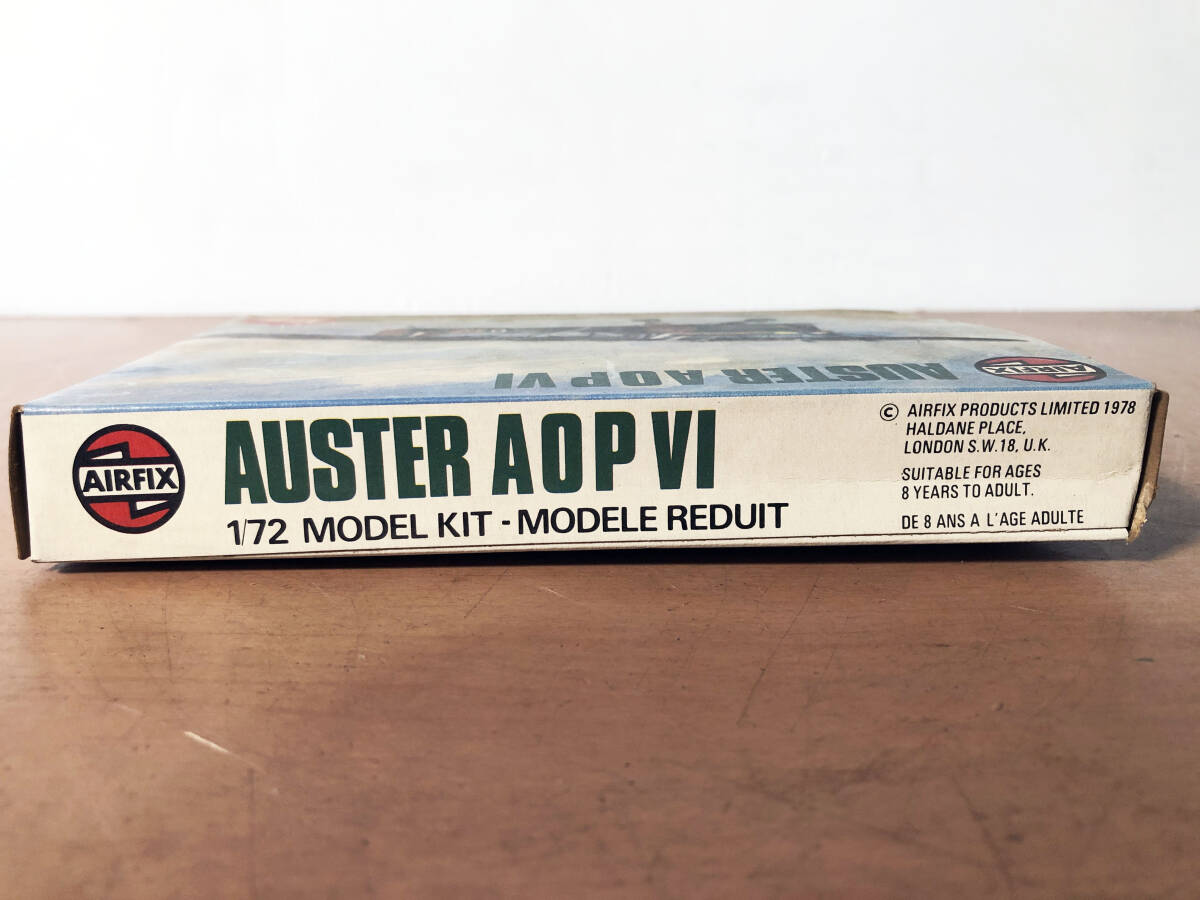 AUSTER A O P VI
AIRFIX
AIRFIX
AUSTER A O P VI
1/72 MODEL KIT - MODELE REDUIT
© AIRFIX PRODUCTS LIMITED 1978
HALDANE PLACE,
LONDON S.W.18, U.K.
SUITABLE FOR AGES
8 YEARS TO ADULT.
DE 8 ANS A L'AGE ADULTE